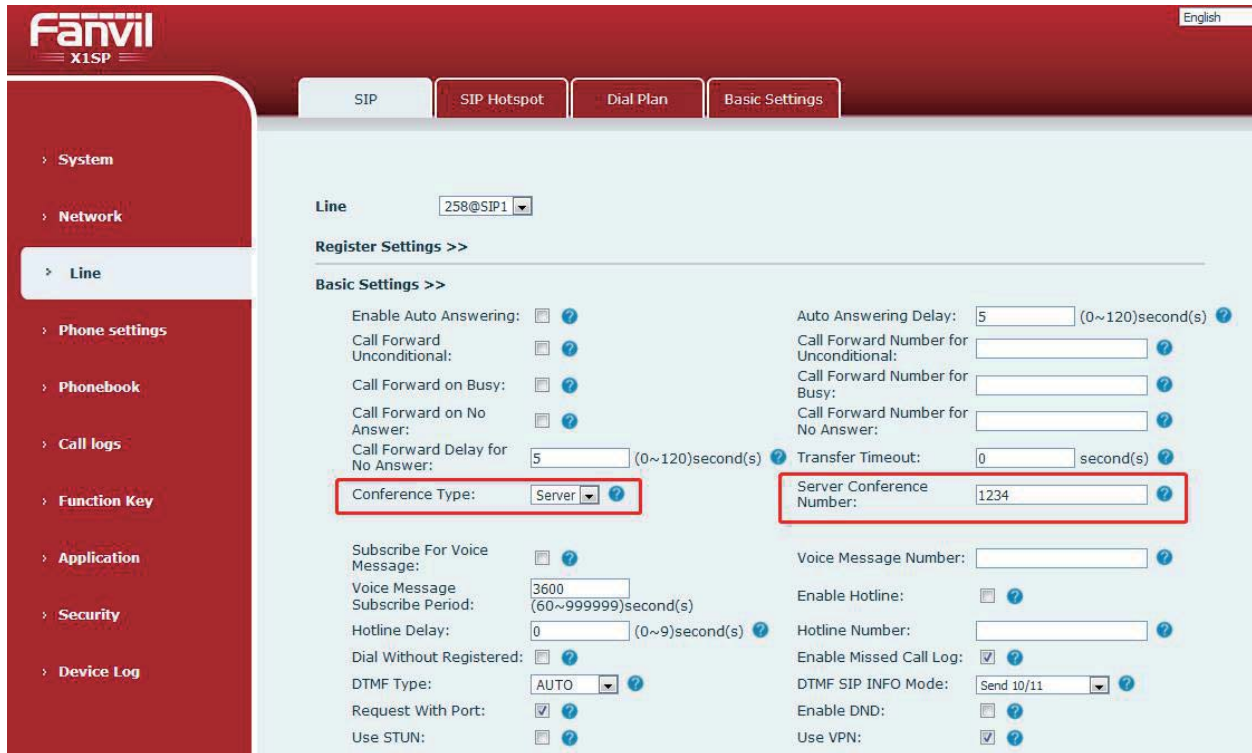 Fanvil
X1SP
English
SIP
SIP Hotspot
Dial Plan
Basic Settings
› System
› Network
› Line
› Phone settings
› Phonebook
› Call logs
› Function Key
› Application
› Security
› Device Log
Line 258@SIP1
Register Settings >>
Basic Settings >>
Enable Auto Answering: Auto Answering Delay: 5 (0~120)second(s)
Call Forward
Unconditional:
Call Forward Number for
Unconditional:
Call Forward on Busy:
Call Forward Number for
Busy:
Call Forward on No
Answer:
Call Forward Number for
No Answer:
Call Forward Delay for
No Answer: 5 (0~120)second(s)
Transfer Timeout: 0 second(s)
Conference Type: Server
Server Conference
Number: 1234
Subscribe For Voice
Message:
Voice Message Number:
Voice Message
Subscribe Period: 3600
(60~999999)second(s)
Enable Hotline:
Hotline Delay: 0 (0~9)second(s)
Hotline Number:
Dial Without Registered:
Enable Missed Call Log:
DTMF Type: AUTO
DTMF SIP INFO Mode: Send 10/11
Request With Port:
Enable DND:
Use STUN:
Use VPN: